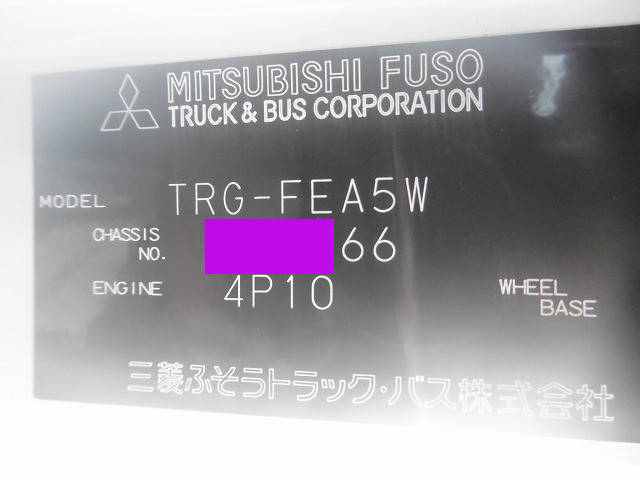 MITSUBISHI FUSO
TRUCK & BUS CORPORATION
MODEL TRG-FEA5W
CHASSIS NO. 66
ENGINE 4P10
WHEEL BASE
三菱ふそうトラック・バス株式会社